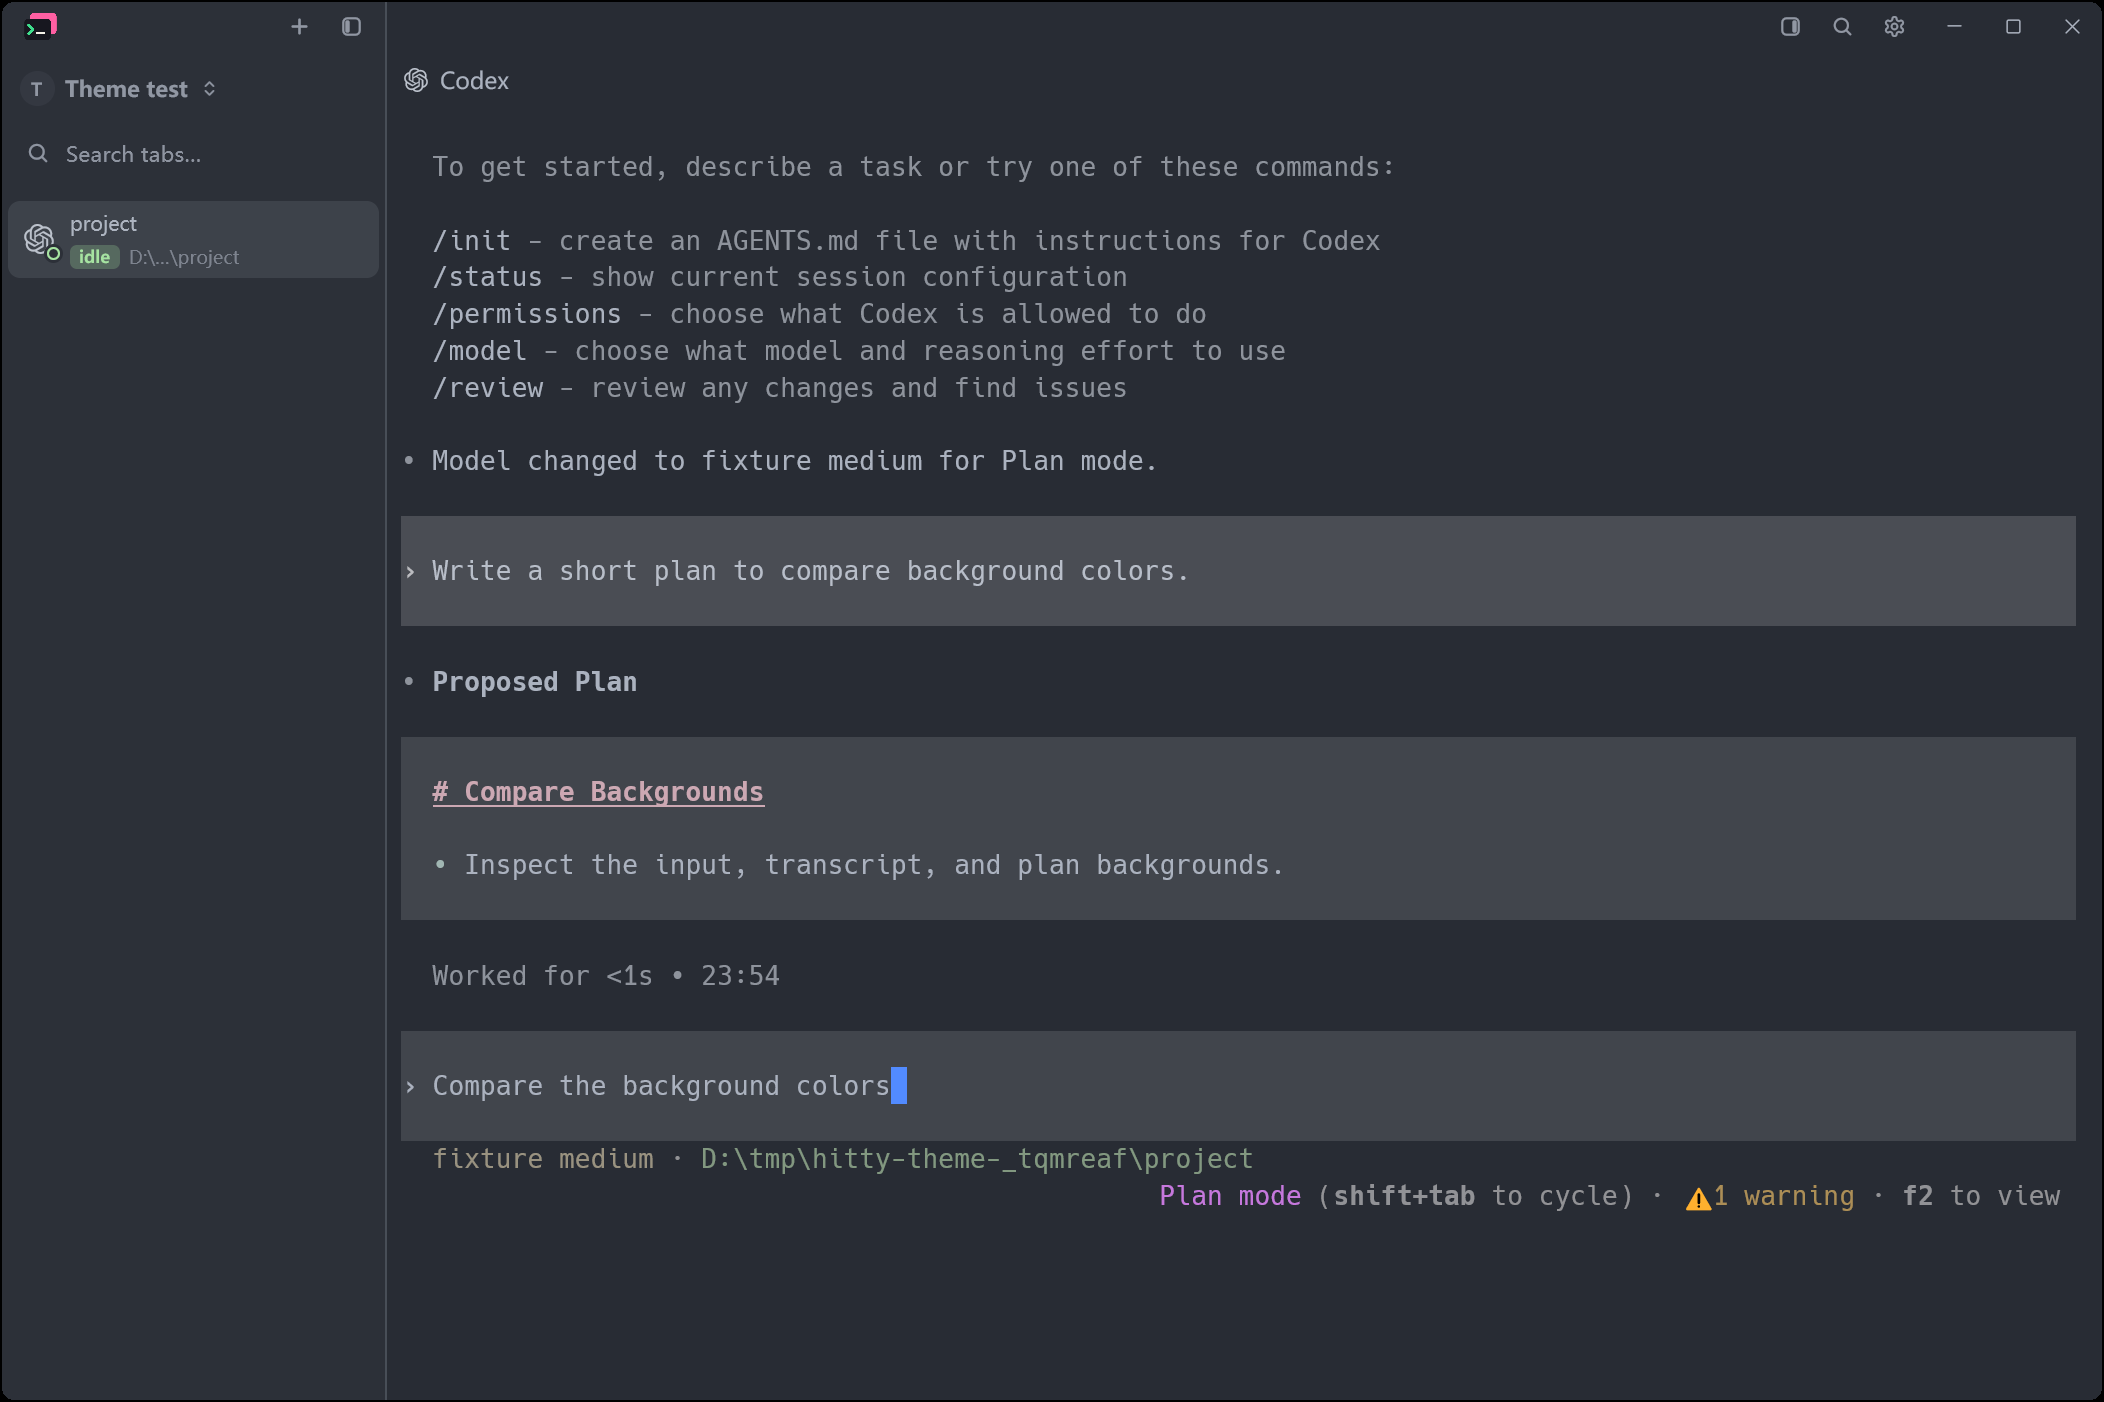 T Theme test
Search tabs...
project
idle D:\...\project
Codex
To get started, describe a task or try one of these commands:
/init - create an AGENTS.md file with instructions for Codex
/status - show current session configuration
/permissions - choose what Codex is allowed to do
/model - choose what model and reasoning effort to use
/review - review any changes and find issues
• Model changed to fixture medium for Plan mode.
› Write a short plan to compare background colors.
• Proposed Plan
# Compare Backgrounds
• Inspect the input, transcript, and plan backgrounds.
Worked for <1s • 23:54
› Compare the background colors
fixture medium · D:\tmp\hitty-theme-_tqmreaf\project
Plan mode (shift+tab to cycle) · ⚠1 warning · f2 to view